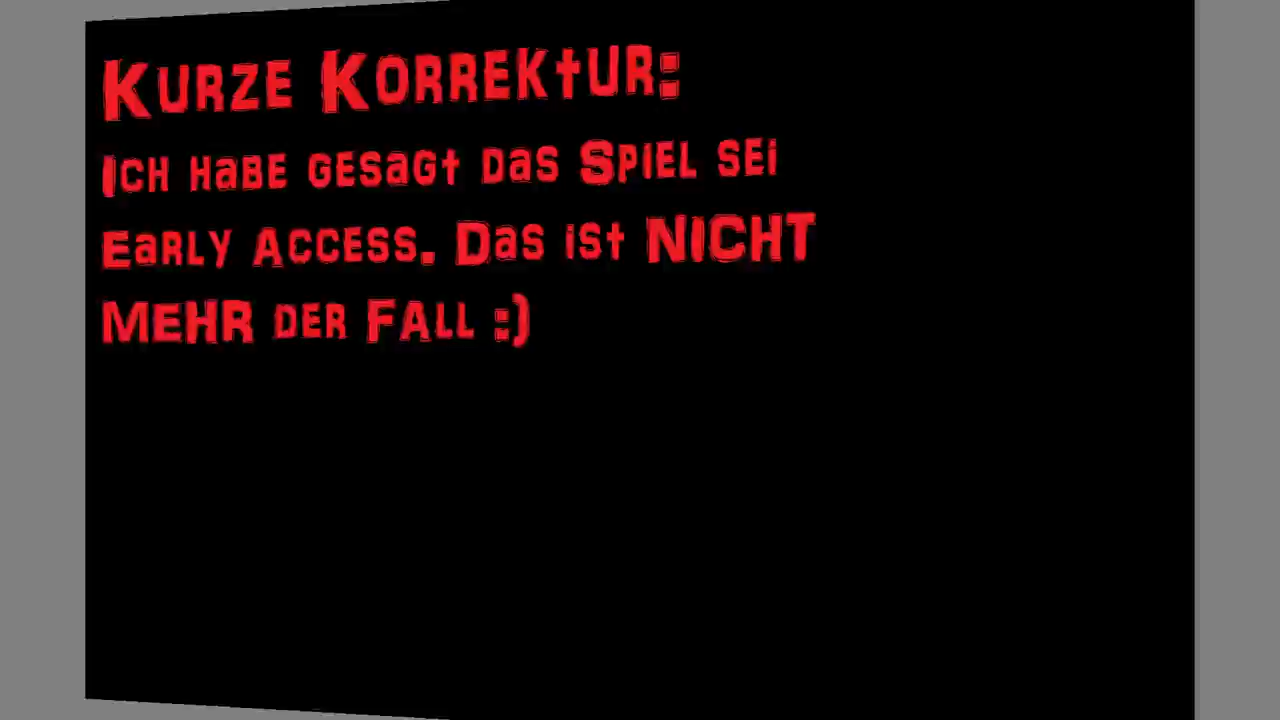 Kurze Korrektur:
Ich habe gesagt das Spiel sei
Early Access. Das ist NICHT
MEHR der Fall :)